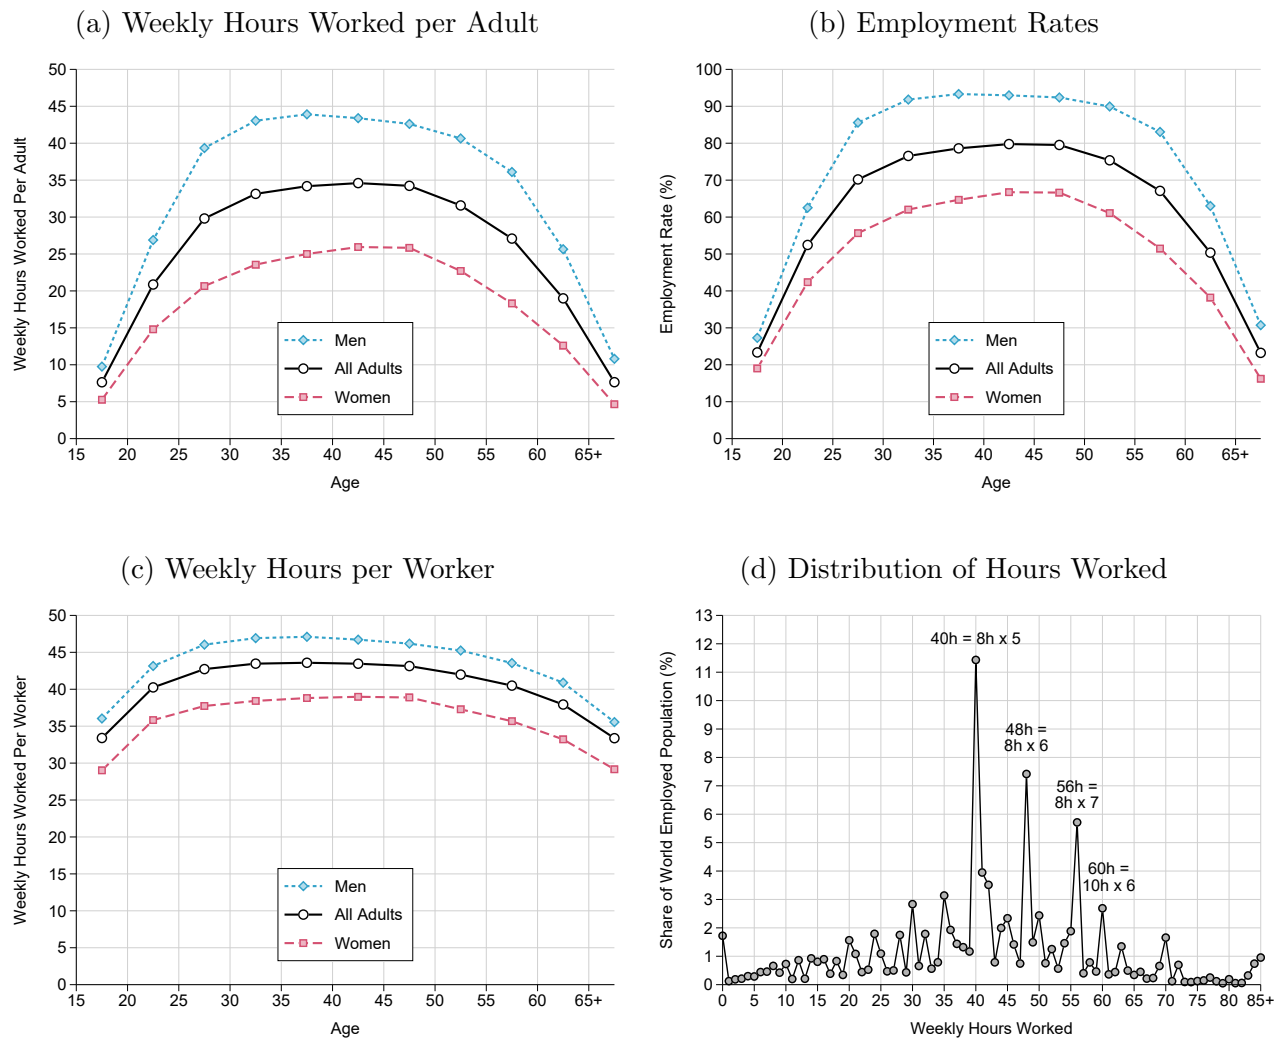 (a) Weekly Hours Worked per Adult
Weekly Hours Worked Per Adult
50
45
40
35
30
25
20
15
10
5
0
15 20 25 30 35 40 45 50 55 60 65+
Age
Men
All Adults
Women
(b) Employment Rates
Employment Rate (%)
100
90
80
70
60
50
40
30
20
10
0
15 20 25 30 35 40 45 50 55 60 65+
Age
Men
All Adults
Women
(c) Weekly Hours per Worker
Weekly Hours Worked Per Worker
50
45
40
35
30
25
20
15
10
5
0
15 20 25 30 35 40 45 50 55 60 65+
Age
Men
All Adults
Women
(d) Distribution of Hours Worked
Share of World Employed Population (%)
13
12
11
10
9
8
7
6
5
4
3
2
1
0
40h = 8h x 5
48h =
8h x 6
56h =
8h x 7
60h =
10h x 6
0 5 10 15 20 25 30 35 40 45 50 55 60 65 70 75 80 85+
Weekly Hours Worked